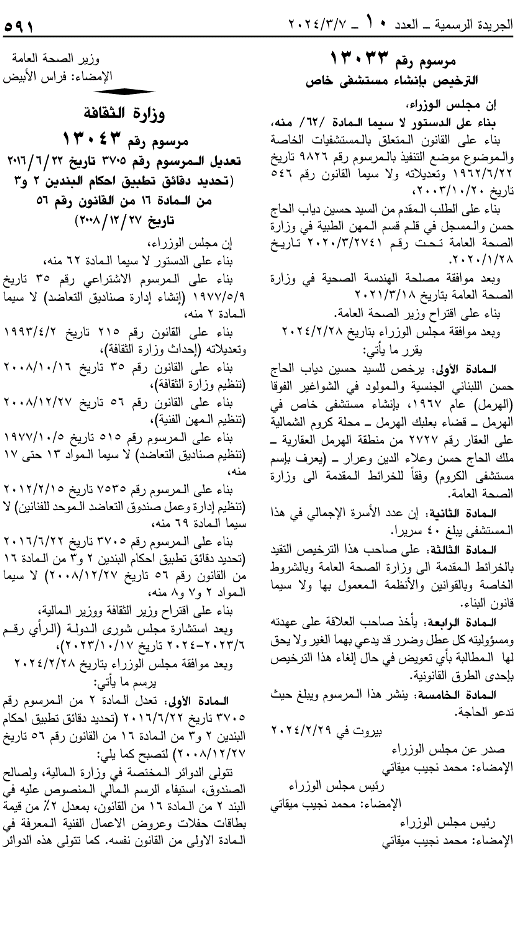 الجريدة الرسمية ــ العدد ١٠ ــ ٢٠٢٤/٣/٧
٥٩١
مرسوم رقم ١٣٠٣٣
الترخيص بإنشاء مستشفى خاص
إن مجلس الوزراء،
بناء على الدستور لا سيما المادة /٦٢/ منه،
بناء على القانون المتعلق بالمستشفيات الخاصة
والموضوع موضع التنفيذ بالمرسوم رقم ٩٨٢٦ تاريخ
١٩٦٢/٦/٢٢ وتعديلاته ولا سيما القانون رقم ٥٤٦
تاريخ ٢٠٠٣/١٠/٢٠،
بناء على الطلب المقدم من السيد حسين دياب الحاج
حسن والمسجل في قلم قسم المهن الطبية في وزارة
الصحة العامة تحت رقم ٢٠٢٠/٣/٢٧٤١ تاريخ
٢٠٢٠/١/٢٨،
وبعد موافقة مصلحة الهندسة الصحية في وزارة
الصحة العامة بتاريخ ٢٠٢١/٣/١٨
بناء على اقتراح وزير الصحة العامة.
وبعد موافقة مجلس الوزراء بتاريخ ٢٠٢٤/٢/٢٨
يقرر ما يأتي:
المادة الأولى: يرخص للسيد حسين دياب الحاج
حسن اللبناني الجنسية والمولود في الشواغير الفوقا
(الهرمل) عام ١٩٦٧، بإنشاء مستشفى خاص في
الهرمل ــ قضاء بعلبك الهرمل ــ محلة كروم الشمالية
على العقار رقم ٢٧٢٧ من منطقة الهرمل العقارية ــ
ملك الحاج حسن وعلاء الدين وعرار ــ (يعرف بإسم
مستشفى الكروم) وفقاً للخرائط المقدمة الى وزارة
الصحة العامة.
المادة الثانية: إن عدد الأسرة الإجمالي في هذا
المستشفى يبلغ ٤٠ سريرا.
المادة الثالثة: على صاحب هذا الترخيص التقيد
بالخرائط المقدمة الى وزارة الصحة العامة وبالشروط
الخاصة وبالقوانين والأنظمة المعمول بها ولا سيما
قانون البناء.
المادة الرابعة: يأخذ صاحب العلاقة على عهدته
ومسؤوليته كل عطل وضرر قد يدعي بهما الغير ولا يحق
لها المطالبة بأي تعويض في حال إلغاء هذا الترخيص
بإحدى الطرق القانونية.
المادة الخامسة: ينشر هذا المرسوم ويبلغ حيث
تدعو الحاجة.
بيروت في ٢٠٢٤/٢/٢٩
صدر عن مجلس الوزراء
الإمضاء: محمد نجيب ميقاتي
رئيس مجلس الوزراء
الإمضاء: محمد نجيب ميقاتي
رئيس مجلس الوزراء
الإمضاء: محمد نجيب ميقاتي
وزير الصحة العامة
الإمضاء: فراس الأبيض
وزارة الثقافة
مرسوم رقم ١٣٠٤٣
تعديل المرسوم رقم ٣٧٠٥ تاريخ ٢٠١٦/٦/٢٢
(تحديد دقائق تطبيق احكام البندين ٢ و٣
من المادة ١٦ من القانون رقم ٥٦
تاريخ ٢٠٠٨/١٢/٢٧)
إن مجلس الوزراء،
بناء على الدستور لا سيما المادة ٦٢ منه،
بناء على المرسوم الاشتراعي رقم ٣٥ تاريخ
١٩٧٧/٥/٩ (إنشاء إدارة صناديق التعاضد) لا سيما
المادة ٢ منه،
بناء على القانون رقم ٢١٥ تاريخ ١٩٩٣/٤/٢
وتعديلاته (إحداث وزارة الثقافة)،
بناء على القانون رقم ٣٥ تاريخ ٢٠٠٨/١٠/١٦
(تنظيم وزارة الثقافة)،
بناء على القانون رقم ٥٦ تاريخ ٢٠٠٨/١٢/٢٧
(تنظيم المهن الفنية)،
بناء على المرسوم رقم ٥١٥ تاريخ ١٩٧٧/١٠/٥
(تنظيم صناديق التعاضد) لا سيما المواد ١٣ حتى ١٧
منه،
بناء على المرسوم رقم ٧٥٣٥ تاريخ ٢٠١٢/٢/١٥
(تنظيم إدارة وعمل صندوق التعاضد الموحد للفنانين) لا
سيما المادة ٦٩ منه،
بناء على المرسوم رقم ٣٧٠٥ تاريخ ٢٠١٦/٦/٢٢
(تحديد دقائق تطبيق احكام البندين ٢ و٣ من المادة ١٦
من القانون رقم ٥٦ تاريخ ٢٠٠٨/١٢/٢٧) لا سيما
المواد ٢ و٧ و٨ منه،
بناء على اقتراح وزير الثقافة ووزير المالية،
وبعد استشارة مجلس شورى الدولة (الرأي رقم
٢٠٢٣/٦-٢٠٢٤ تاريخ ٢٠٢٣/١٠/١٧)،
وبعد موافقة مجلس الوزراء بتاريخ ٢٠٢٤/٢/٢٨
يرسم ما يأتي:
المادة الأولى: تعدل المادة ٢ من المرسوم رقم
٣٧٠٥ تاريخ ٢٠١٦/٦/٢٢ (تحديد دقائق تطبيق احكام
البندين ٢ و٣ من المادة ١٦ من القانون رقم ٥٦ تاريخ
٢٠٠٨/١٢/٢٧) لتصبح كما يلي:
تتولى الدوائر المختصة في وزارة المالية، ولصالح
الصندوق، استيفاء الرسم المالي المنصوص عليه في
البند ٢ من المادة ١٦ من القانون، بمعدل ٢٪ من قيمة
بطاقات حفلات وعروض الاعمال الفنية المعرفة في
المادة الاولى من القانون نفسه. كما تتولى هذه الدوائر